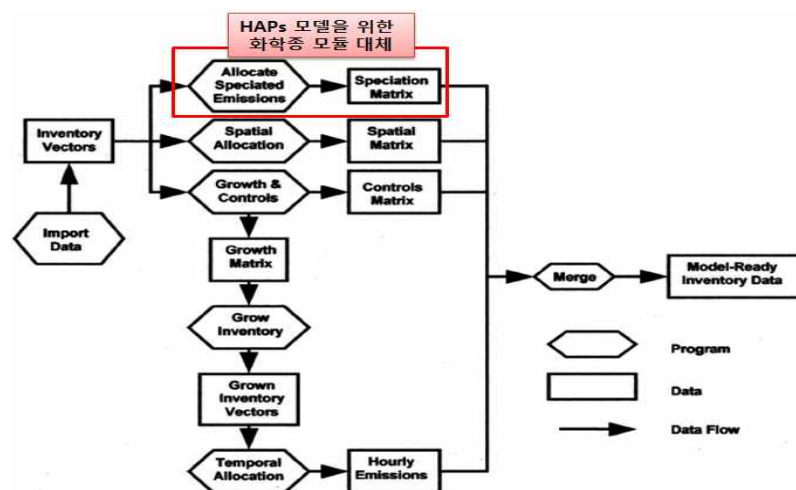 HAPs 모델을 위한
화학종 모듈 대체
Allocate
Speciated
Emissions
Speciation
Matrix
Inventory
Vectors
Spatial
Allocation
Spatial
Matrix
Growth &
Controls
Controls
Matrix
Import
Data
Growth
Matrix
Merge
Model-Ready
Inventory Data
Grow
Inventory
Program
Data
Grown
Inventory
Vectors
Data Flow
Temporal
Allocation
Hourly
Emissions